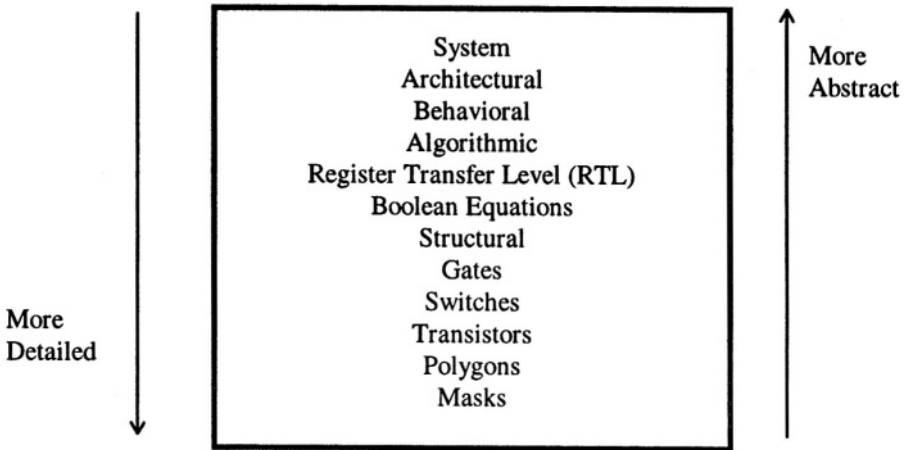 System
Architectural
Behavioral
Algorithmic
Register Transfer Level (RTL)
Boolean Equations
Structural
Gates
Switches
Transistors
Polygons
Masks
More
Detailed
More
Abstract